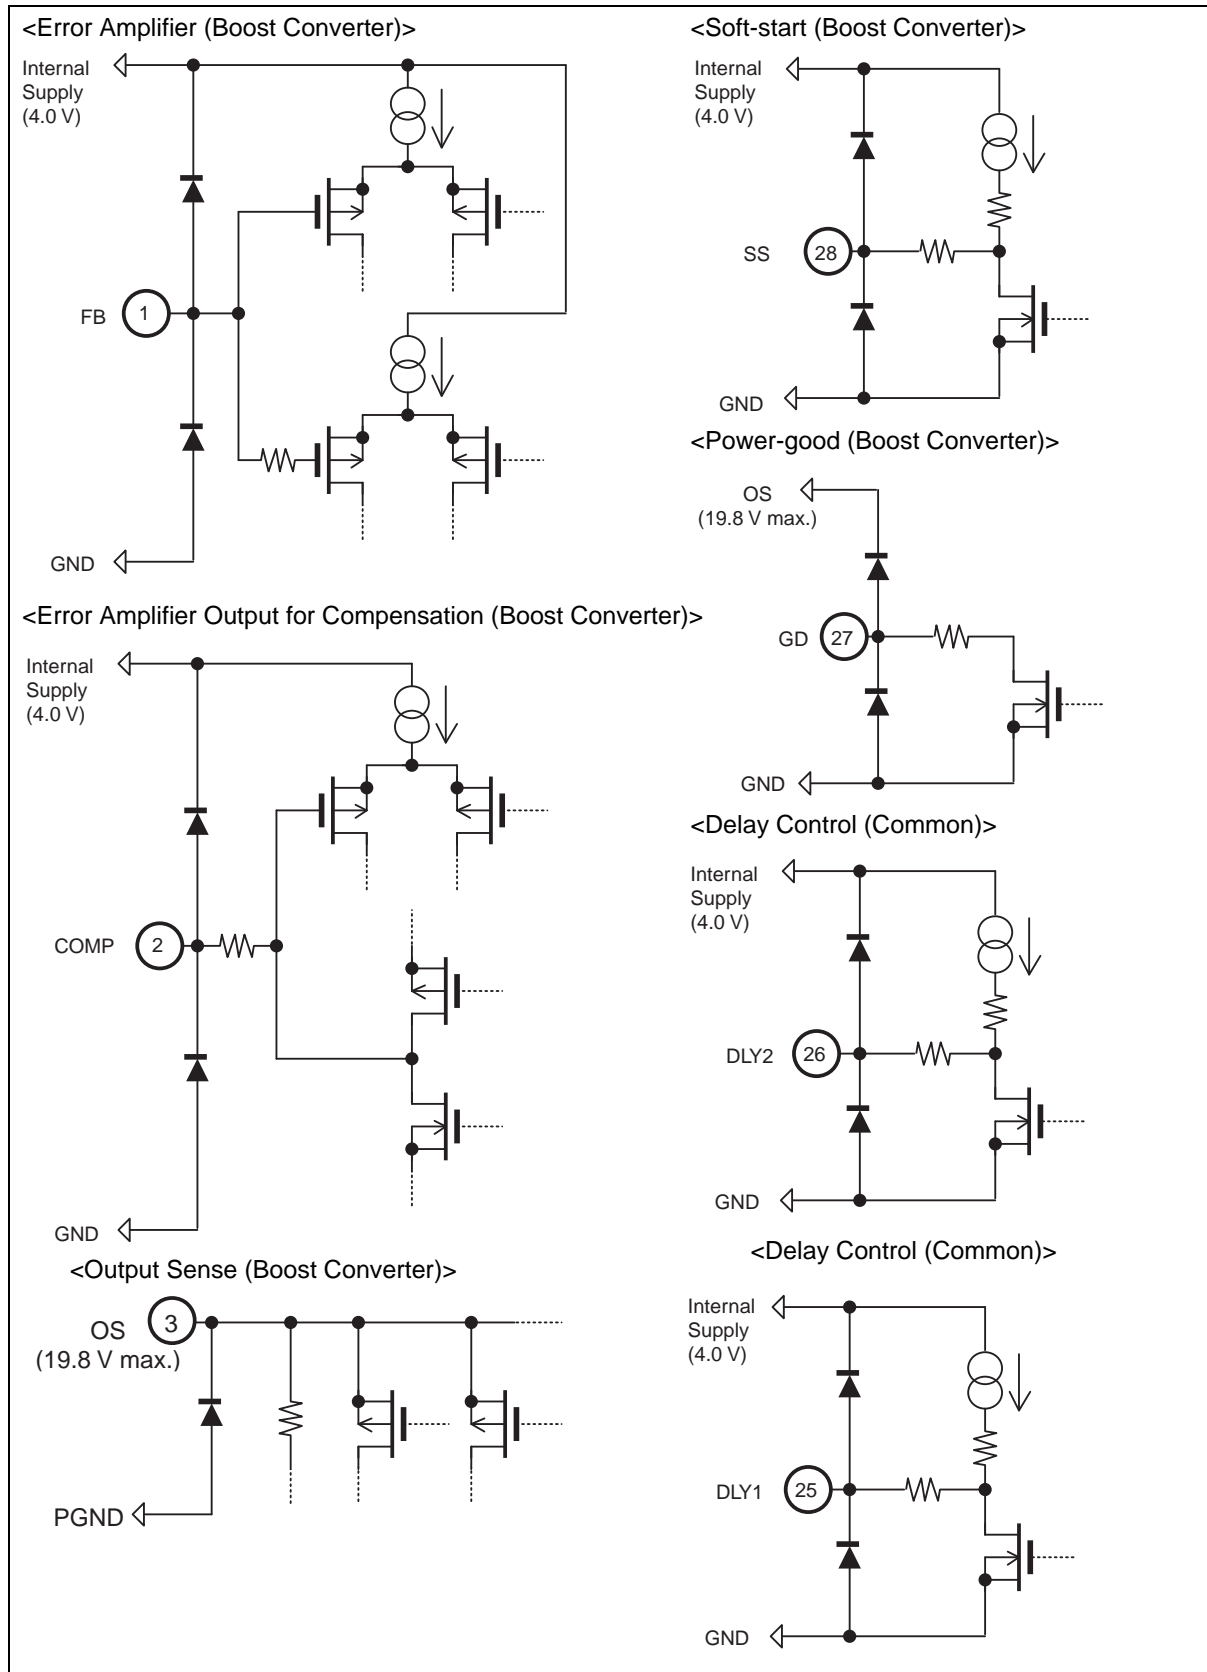 <Error Amplifier (Boost Converter)>
Internal
Supply
(4.0 V)
FB
1
GND
<Error Amplifier Output for Compensation (Boost Converter)>
Internal
Supply
(4.0 V)
COMP
2
GND
<Output Sense (Boost Converter)>
3
OS
(19.8 V max.)
PGND
<Soft-start (Boost Converter)>
Internal
Supply
(4.0 V)
SS
28
GND
<Power-good (Boost Converter)>
OS
(19.8 V max.)
GD
27
GND
<Delay Control (Common)>
Internal
Supply
(4.0 V)
DLY2
26
GND
<Delay Control (Common)>
Internal
Supply
(4.0 V)
DLY1
25
GND